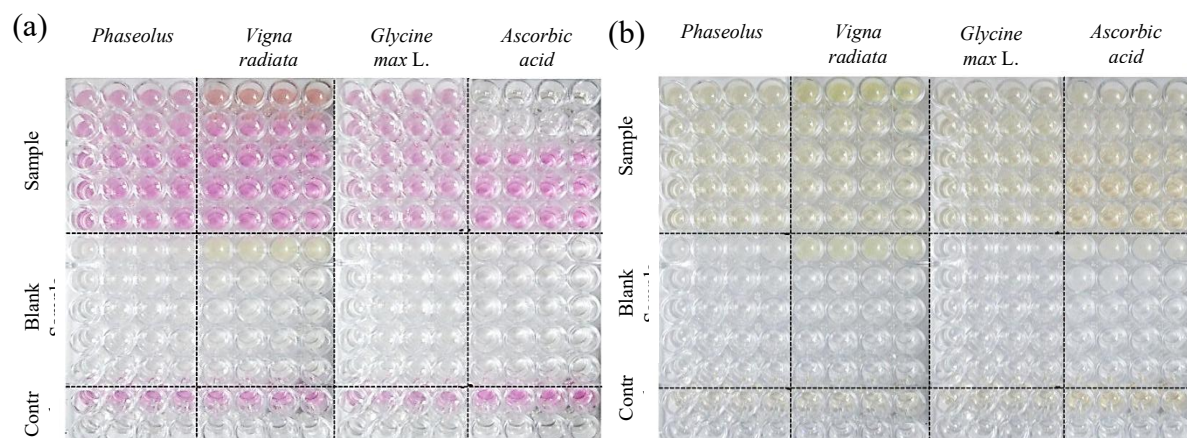 (a)
Phaseolus
Vigna
radiata
Glycine
max L.
Ascorbic
acid
Sample
Blank
Contr
(b)
Phaseolus
Vigna
radiata
Glycine
max L.
Ascorbic
acid
Sample
Blank
Contr